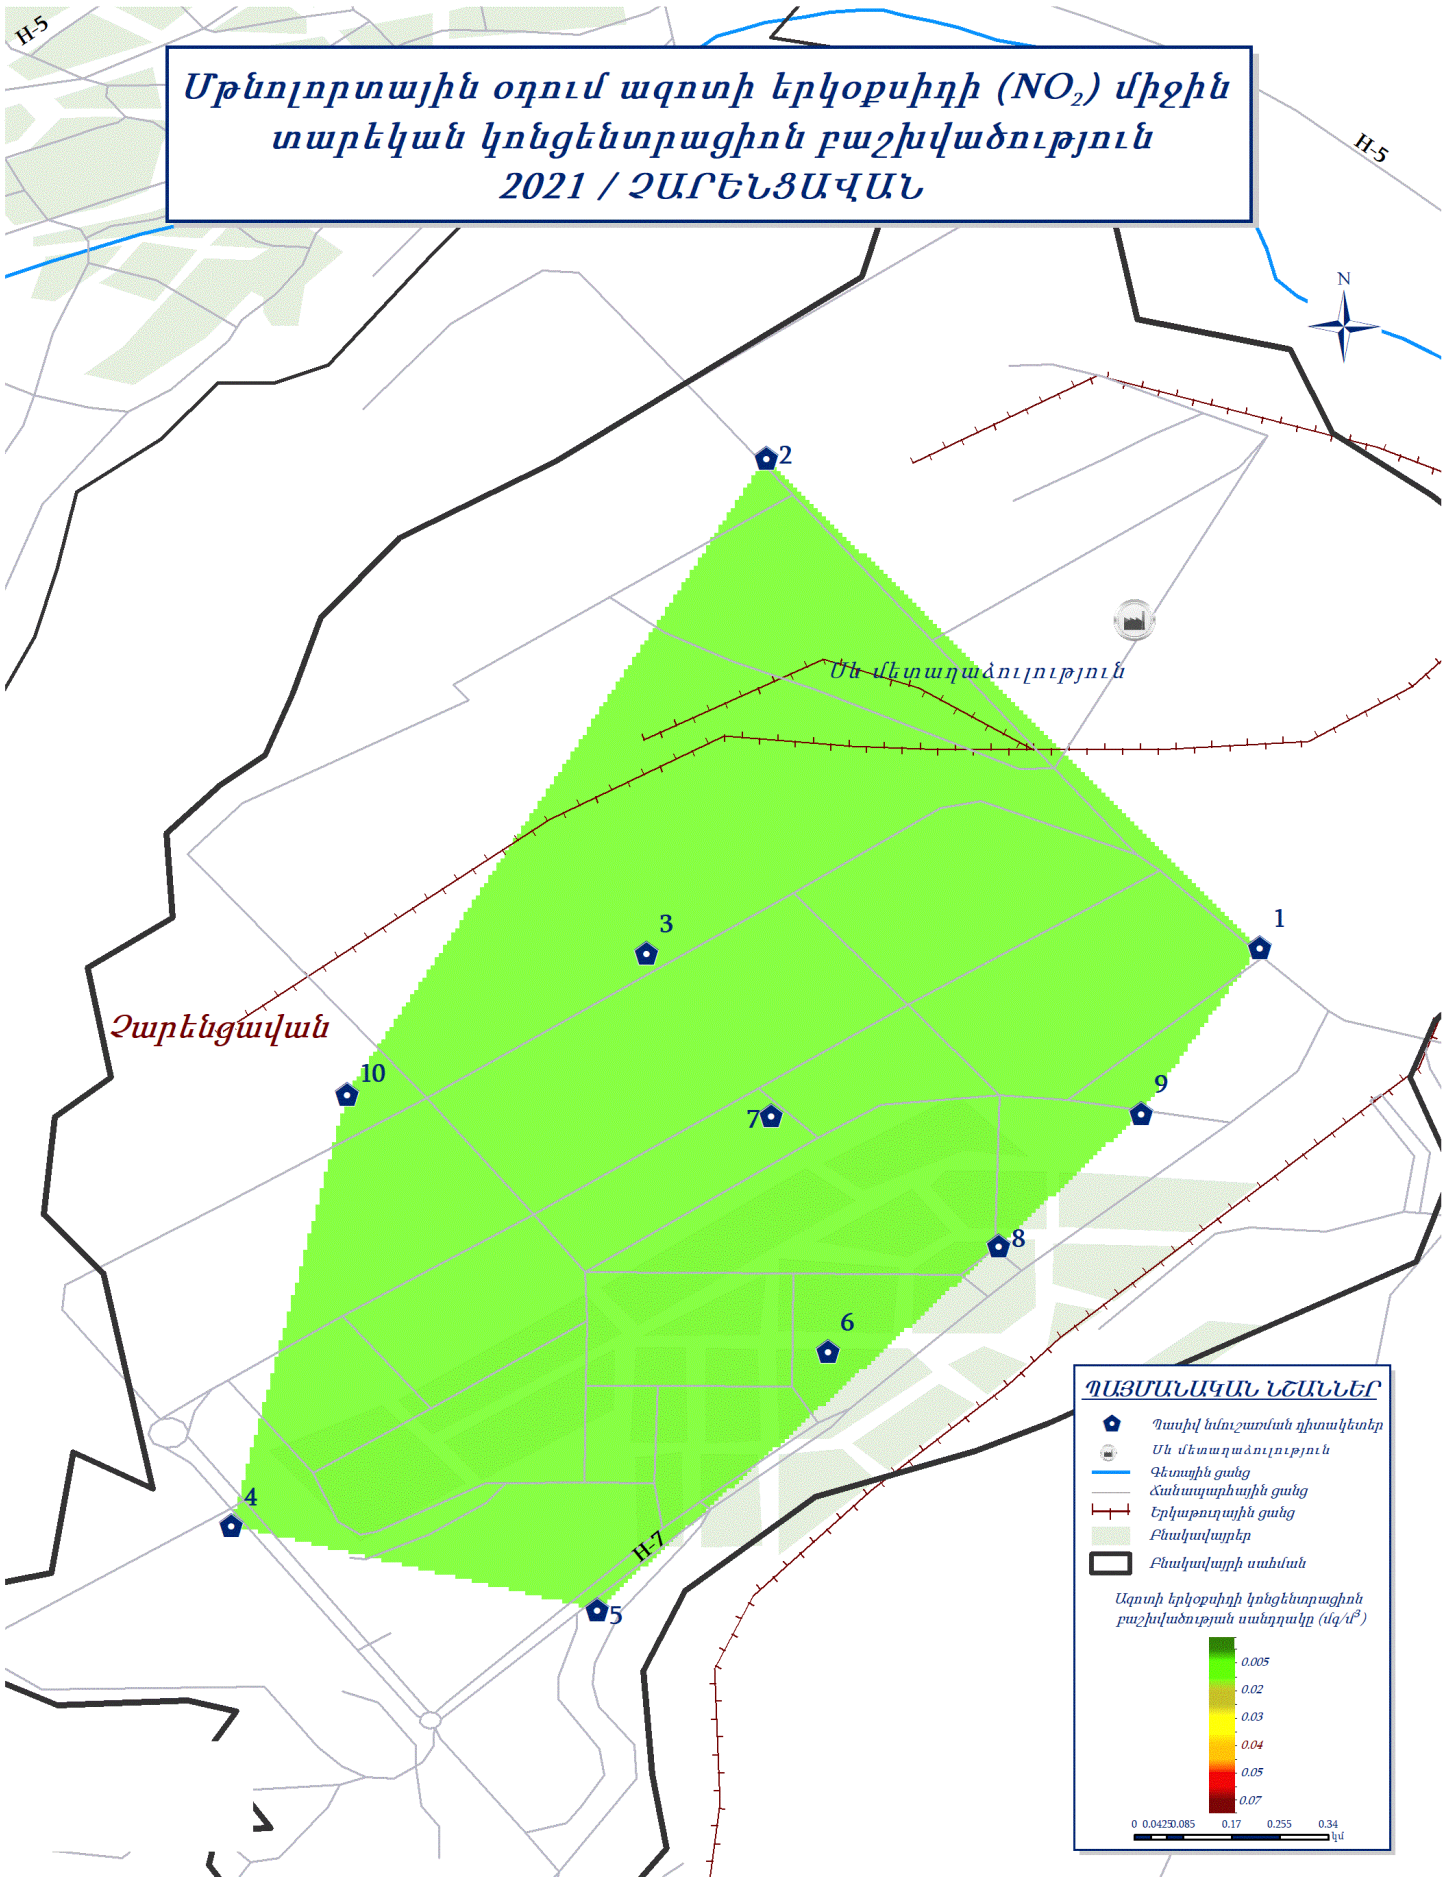 H-5
Մթնոլորտային օդում ազոտի երկօքսիդի (NO₂) միջին
տարեկան կոնցենտրացիոն բաշխվածություն
2021 / ՉԱՐԵՆՑԱՎԱՆ
H-5
N
2
Սև մետաղաձուլություն
3
1
Չարենցավան
10
9
7
8
6
4
H-7
5
ՊԱՅՄԱՆԱԿԱՆ ՆՇԱՆՆԵՐ
Պասիվ նմուշառման դիտակետեր
Սև մետաղաձուլություն
Գետային ցանց
Ճանապարհային ցանց
Երկաթուղային ցանց
Բնակավայրեր
Բնակավայրի սահման
Ազոտի երկօքսիդի կոնցենտրացիոն
բաշխվածության սանդղակը (մգ/մ³)
0.005
0.02
0.03
0.04
0.05
0.07
0 0.0425 0.085 0.17 0.255 0.34
կմ